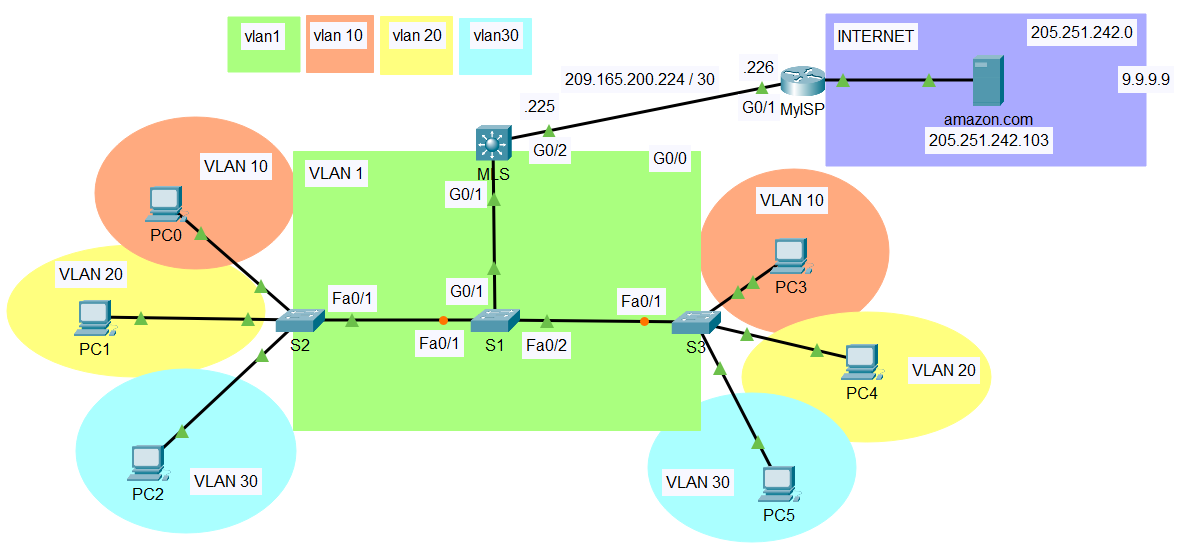 vlan1
vlan 10
vlan 20
vlan30
INTERNET
205.251.242.0
9.9.9.9
amazon.com
205.251.242.103
.226
209.165.200.224 / 30
G0/1
MyISP
.225
G0/2
MLS
G0/0
VLAN 1
G0/1
VLAN 10
PC0
VLAN 20
PC1
VLAN 10
PC3
G0/1
Fa0/1
Fa0/1
S2
Fa0/1
S1
Fa0/2
S3
VLAN 20
PC4
PC2
VLAN 30
VLAN 30
PC5